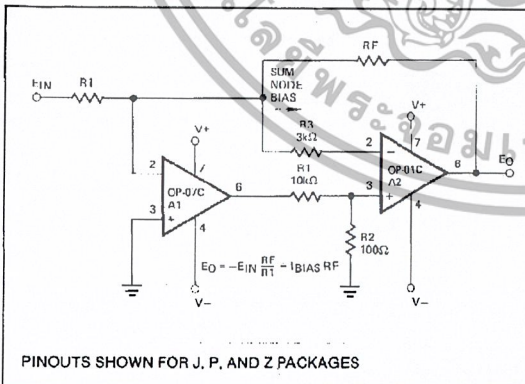 RF
EIN
R1
SUM
NODE
BIAS
V+
R3
3kΩ
V+
2
7
2
7
OP-07C
A1
6
R1
10kΩ
OP-01C
A2
6
EO
3
+
4
3
+
4
R2
100Ω
EO = -EIN RF/R1 - IBIAS RF
V-
V-
PINOUTS SHOWN FOR J, P, AND Z PACKAGES